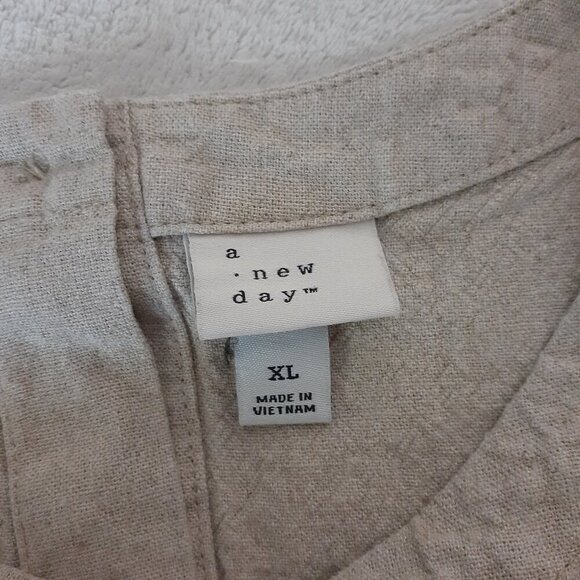 a
· new
day™
XL
MADE IN
VIETNAM